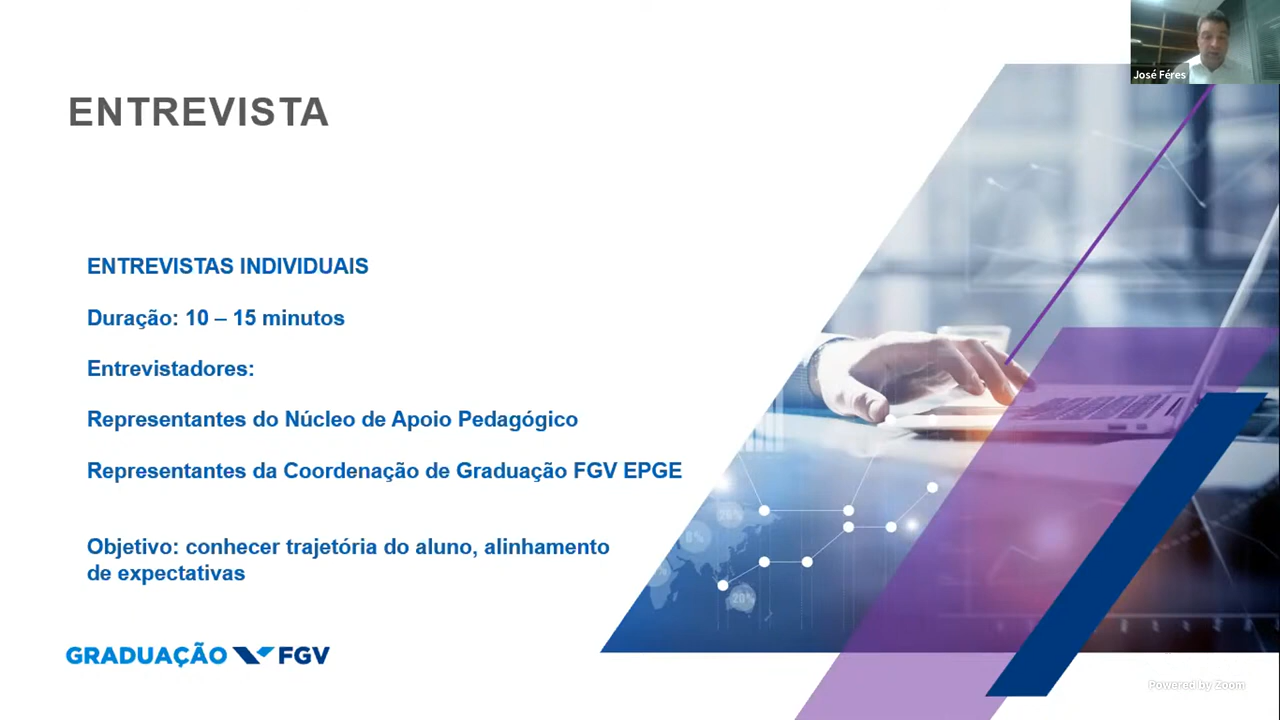 José Féres
ENTREVISTA
ENTREVISTAS INDIVIDUAIS
Duração: 10 – 15 minutos
Entrevistadores:
Representantes do Núcleo de Apoio Pedagógico
Representantes da Coordenação de Graduação FGV EPGE
Objetivo: conhecer trajetória do aluno, alinhamento
de expectativas
GRADUAÇÃO FGV
Powered by Zoom